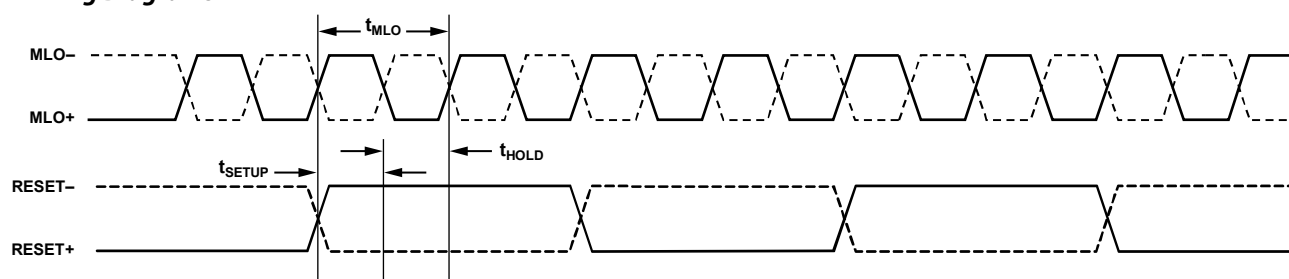 t_MLO
MLO–
MLO+
t_HOLD
t_SETUP
RESET–
RESET+